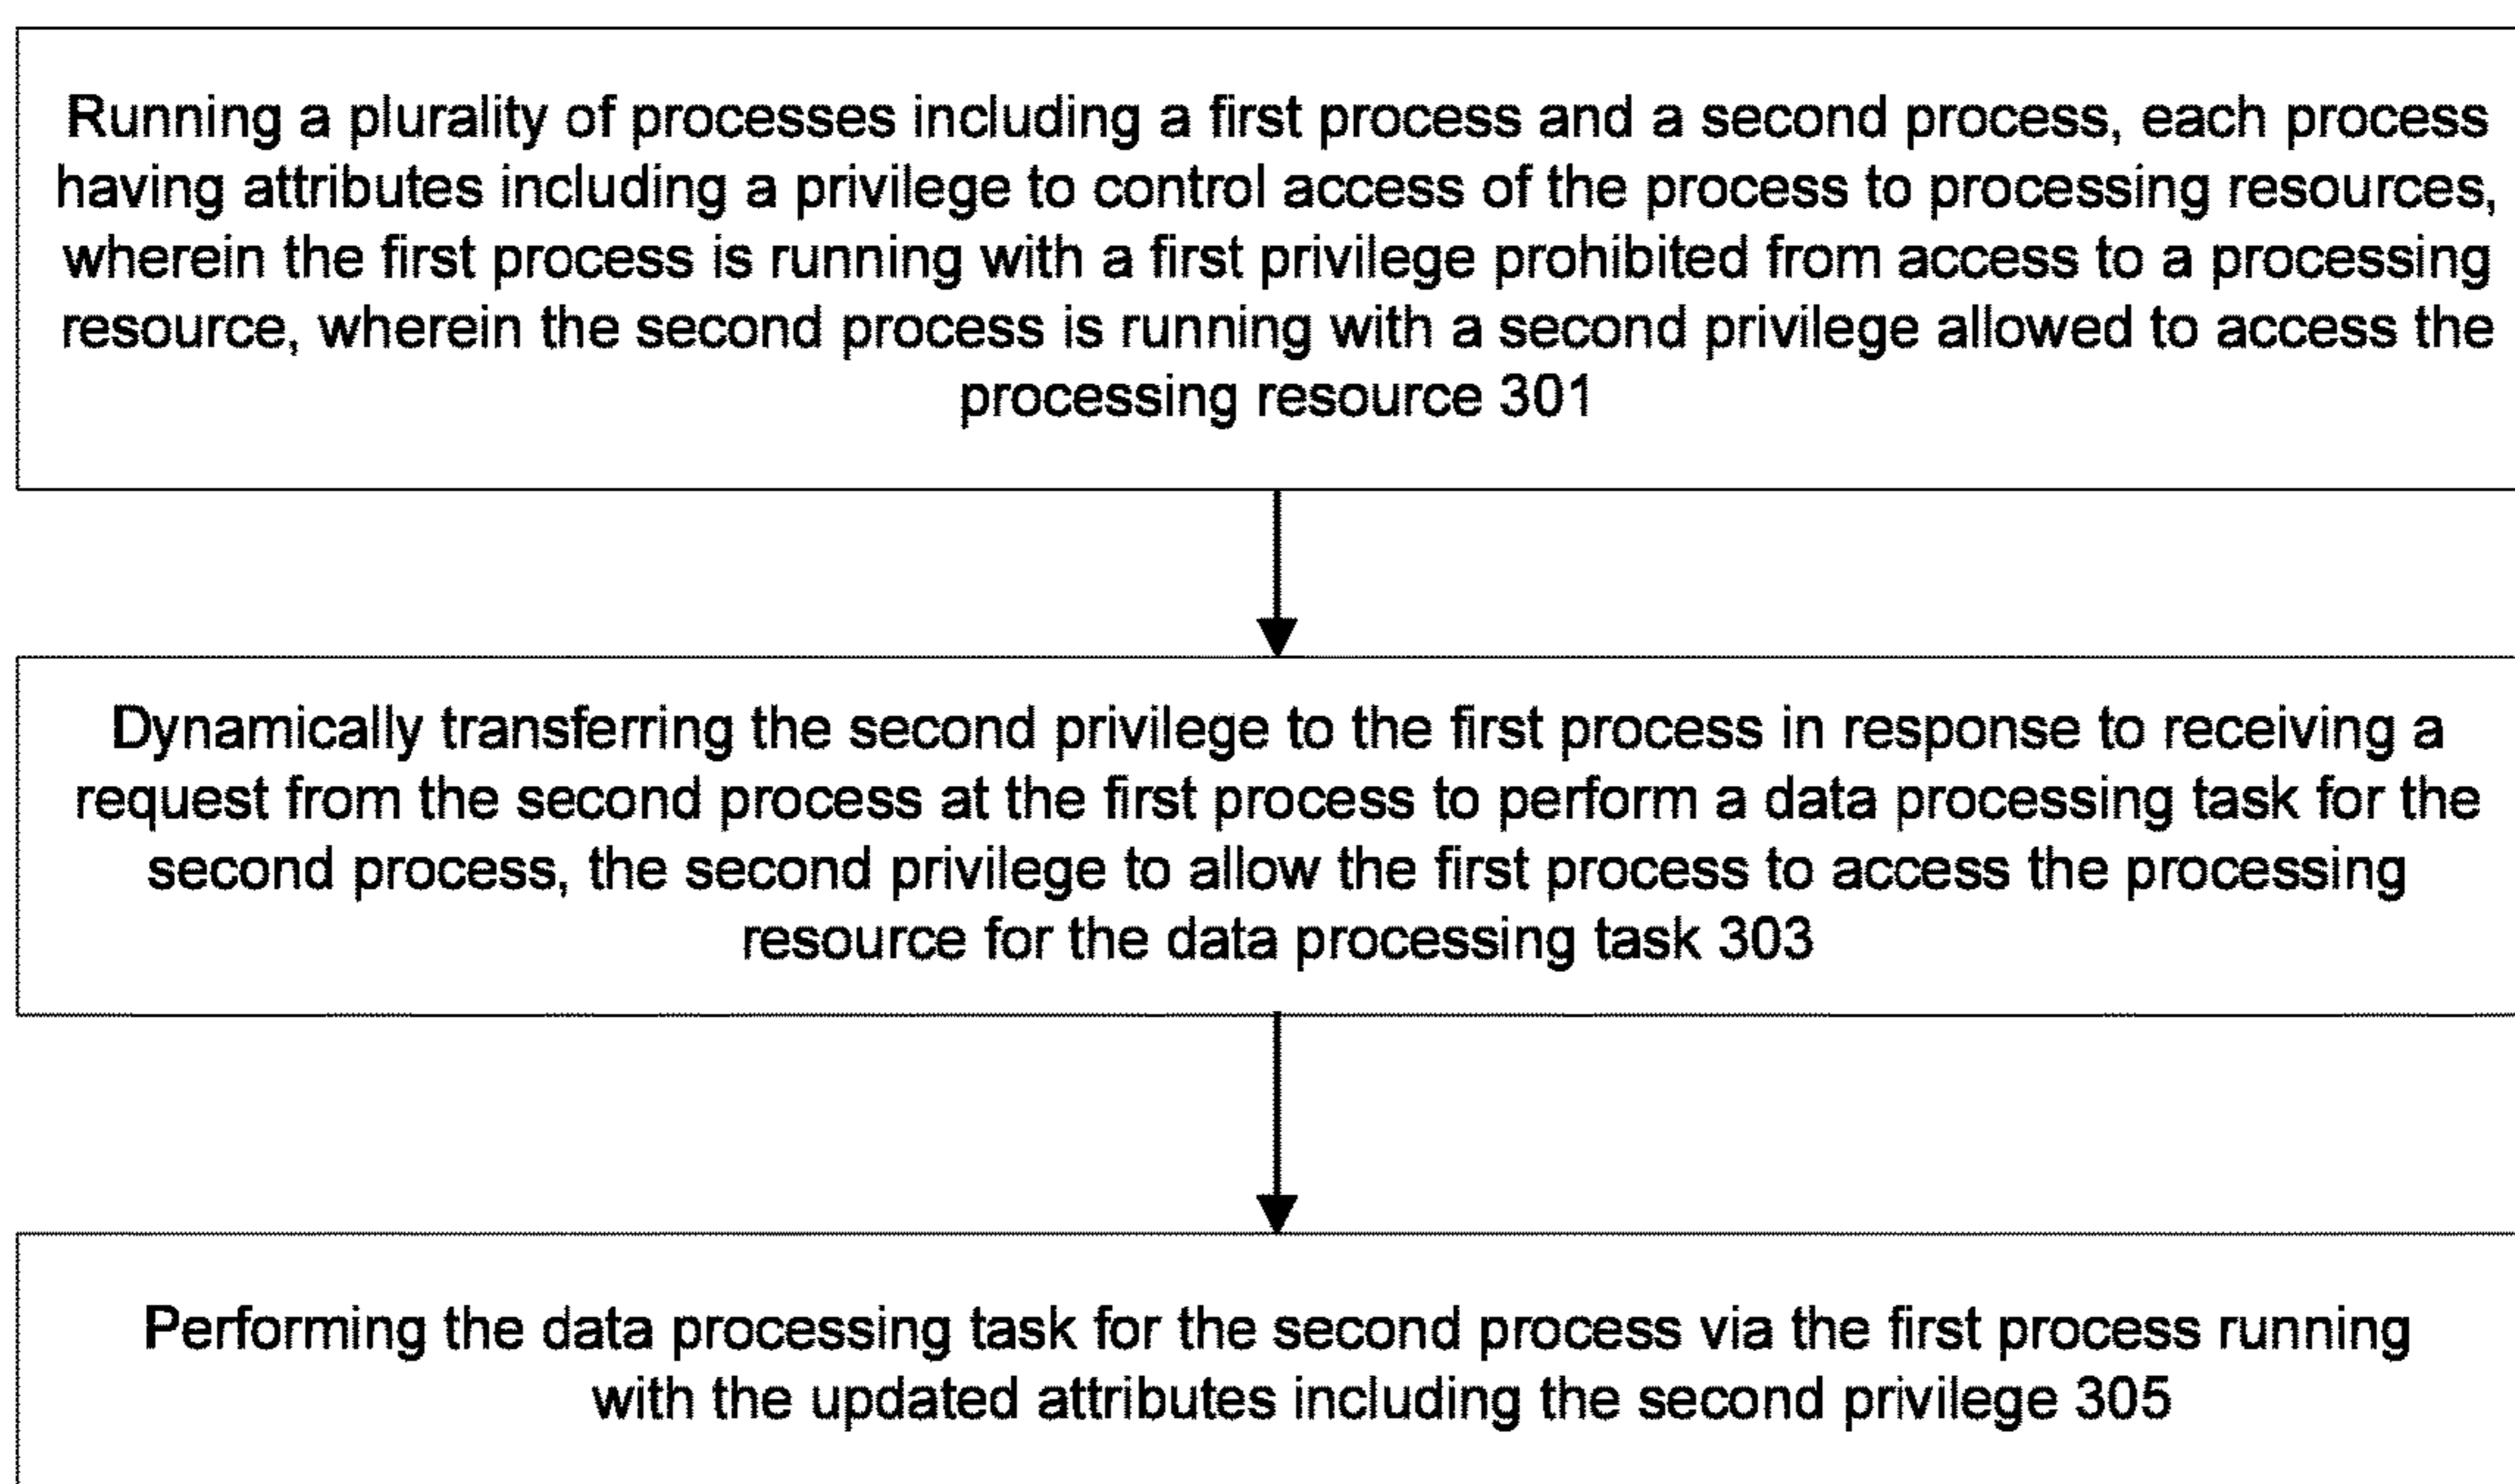 Running a plurality of processes including a first process and a second process, each process
having attributes including a privilege to control access of the process to processing resources,
wherein the first process is running with a first privilege prohibited from access to a processing
resource, wherein the second process is running with a second privilege allowed to access the
processing resource 301
Dynamically transferring the second privilege to the first process in response to receiving a
request from the second process at the first process to perform a data processing task for the
second process, the second privilege to allow the first process to access the processing
resource for the data processing task 303
Performing the data processing task for the second process via the first process running
with the updated attributes including the second privilege 305